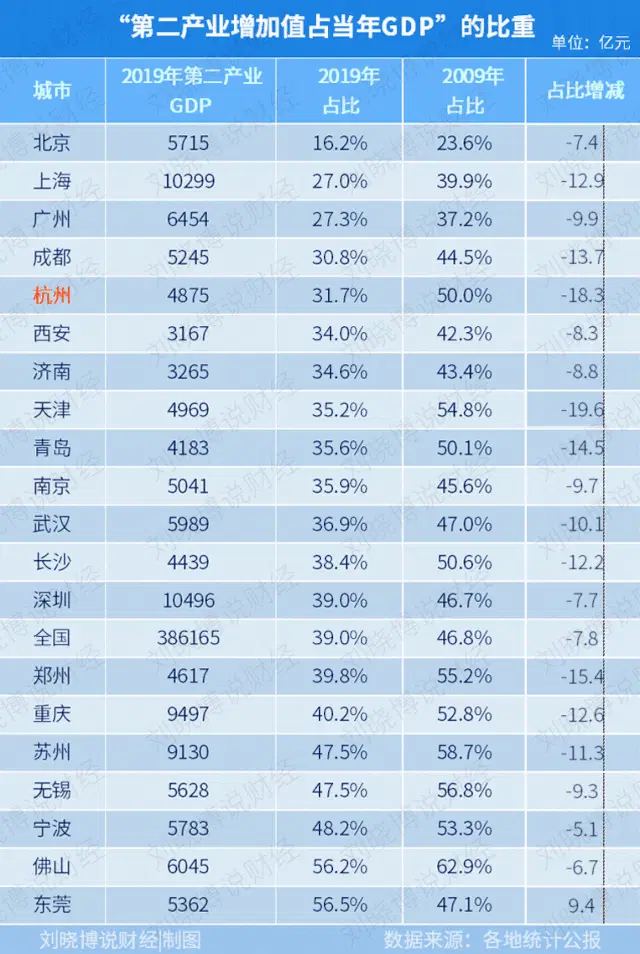 “第二产业增加值占当年GDP”的比重
单位：亿元
城市 2019年第二产业GDP 2019年占比 2009年占比 占比增减
北京 5715 16.2% 23.6% -7.4
上海 10299 27.0% 39.9% -12.9
广州 6454 27.3% 37.2% -9.9
成都 5245 30.8% 44.5% -13.7
杭州 4875 31.7% 50.0% -18.3
西安 3167 34.0% 42.3% -8.3
济南 3265 34.6% 43.4% -8.8
天津 4969 35.2% 54.8% -19.6
青岛 4183 35.6% 50.1% -14.5
南京 5041 35.9% 45.6% -9.7
武汉 5989 36.9% 47.0% -10.1
长沙 4439 38.4% 50.6% -12.2
深圳 10496 39.0% 46.7% -7.7
全国 386165 39.0% 46.8% -7.8
郑州 4617 39.8% 55.2% -15.4
重庆 9497 40.2% 52.8% -12.6
苏州 9130 47.5% 58.7% -11.3
无锡 5628 47.5% 56.8% -9.3
宁波 5783 48.2% 53.3% -5.1
佛山 6045 56.2% 62.9% -6.7
东莞 5362 56.5% 47.1% 9.4
刘晓博说财经|制图 数据来源：各地统计公报